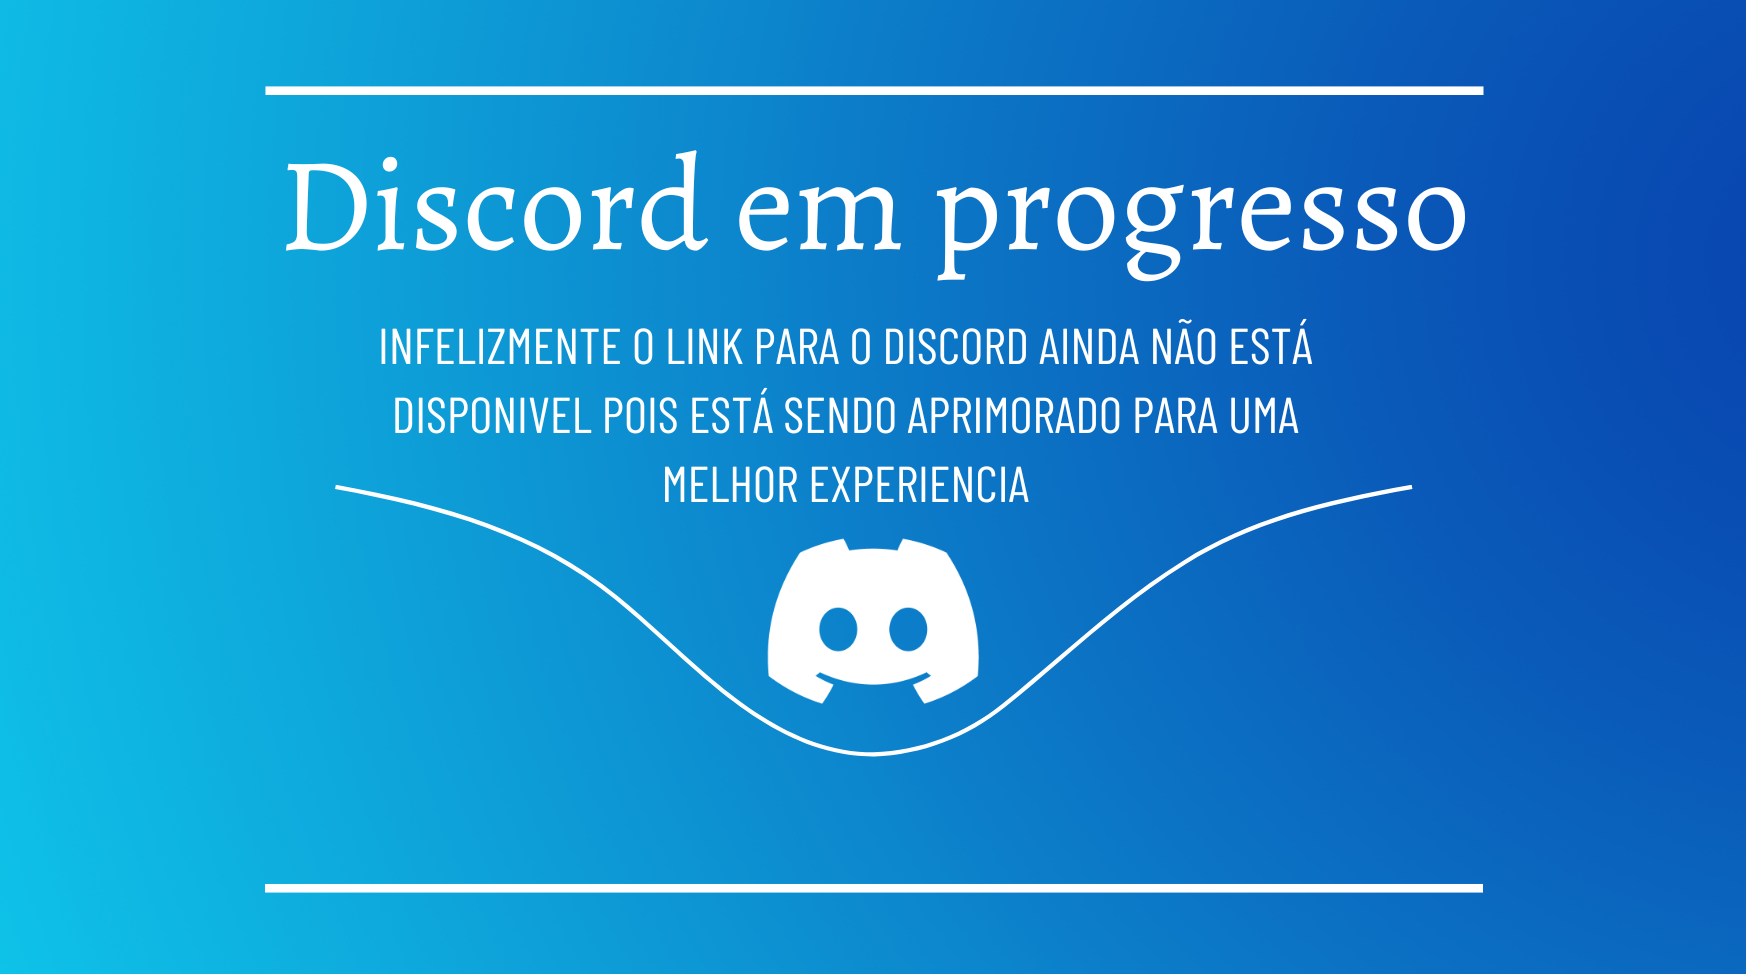 Discord em progresso
INFELIZMENTE O LINK PARA O DISCORD AINDA NÃO ESTÁ
DISPONIVEL POIS ESTÁ SENDO APRIMORADO PARA UMA
MELHOR EXPERIENCIA